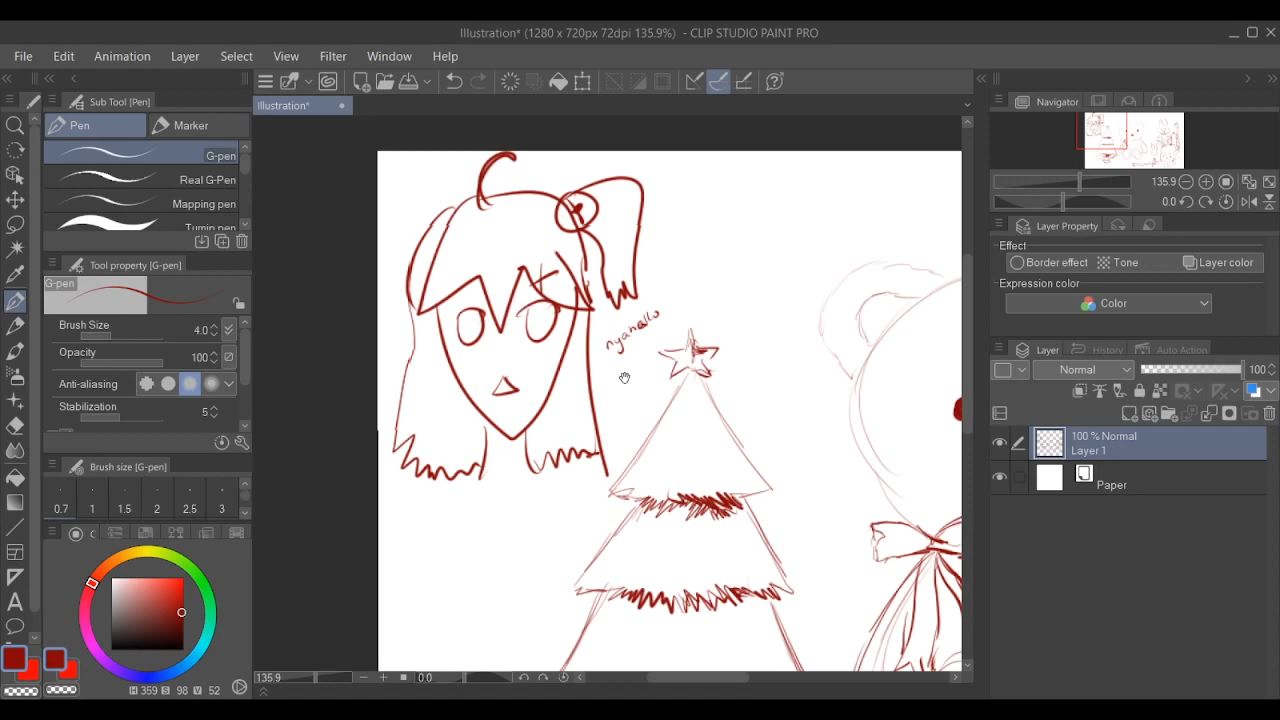 Illustration* (1280 x 720px 72dpi 135.9%) - CLIP STUDIO PAINT PRO
File Edit Animation Layer Select View Filter Window Help
Sub Tool [Pen]
Illustration*
Navigator
Pen
Marker
G-pen
Real G-Pen
Mapping pen
Turnip pen
135.9
0.0
Layer Property
Effect
Border effect
Tone
Layer color
Expression color
Color
Tool property [G-pen]
G-pen
Brush Size 4.0
Opacity 100
Anti-aliasing
Stabilization 5
nyahallo
Layer
History
Auto Action
Normal
100
100 % Normal
Layer 1
Paper
Brush size [G-pen]
0.7 1 1.5 2 2.5 3
C
H 359 S 98 V 52
135.9
0.0